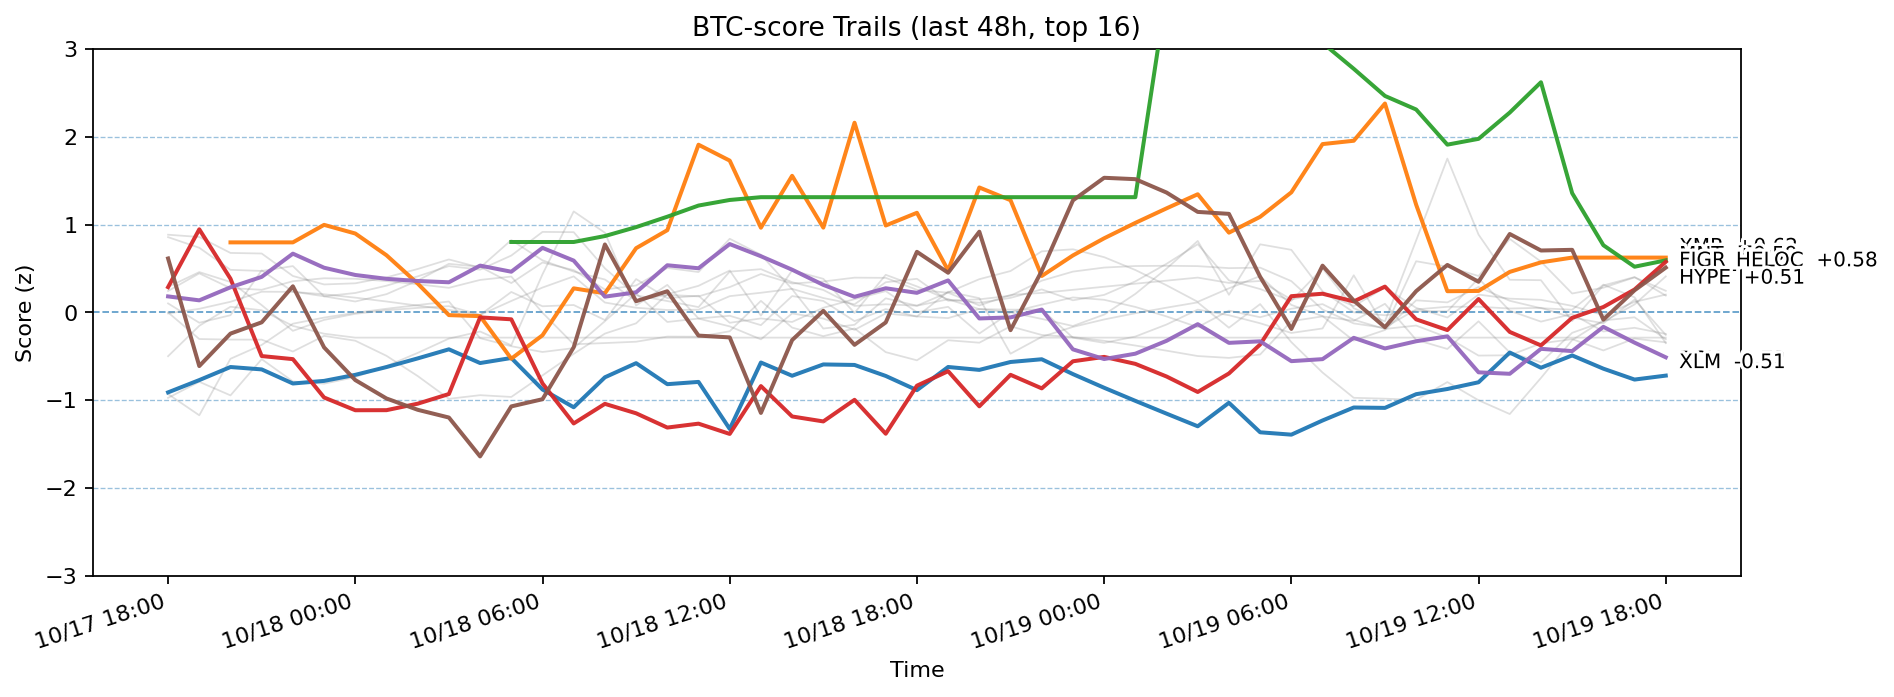 BTC-score Trails (last 48h, top 16)
Score (z)
3
2
1
0
−1
−2
−3
FIGR_HELOC +0.58
HYPE +0.51
XLM -0.51
10/17 18:00
10/18 00:00
10/18 06:00
10/18 12:00
10/18 18:00
10/19 00:00
10/19 06:00
10/19 12:00
10/19 18:00
Time